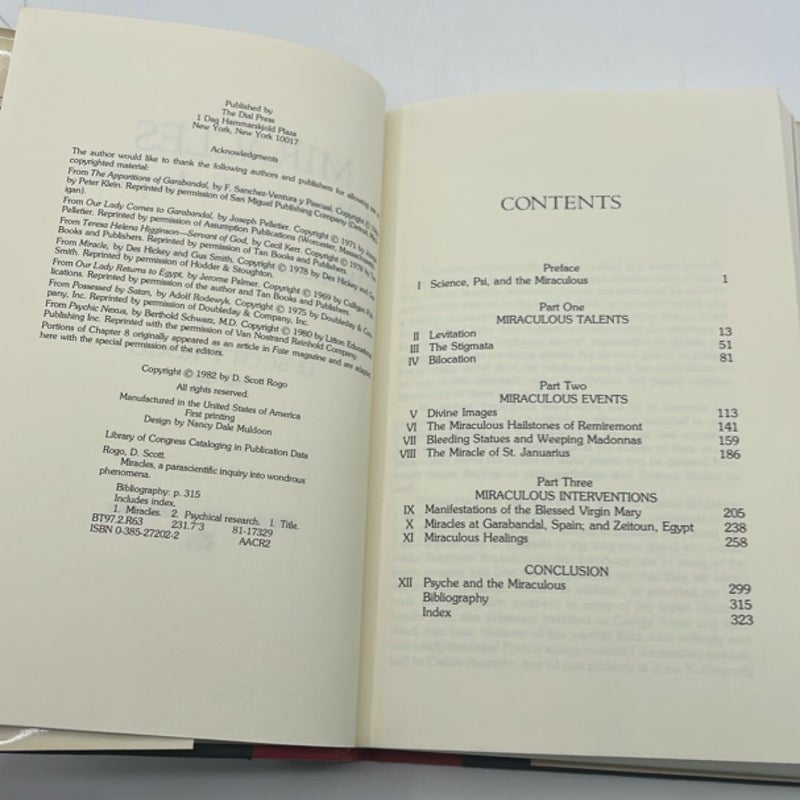 Published by
The Dial Press
1 Dag Hammarskjold Plaza
New York, New York 10017
Acknowledgments
The author would like to thank the following authors and publishers for allowing
copyrighted material:
From The Apparitions of Garabandal, by F. Sanchez-Ventura y Pascual. Copyright ©
by Peter Klein. Reprinted by permission of San Miguel Publishing Company (Detroit,
igan).
From Our Lady Comes to Garabandal, by Joseph Pelletier. Copyright © 1971 by
Pelletier. Reprinted by permission of Assumption Publications (Worcester,
From Teresa Helena Higginson—Servant of God, by Cecil Kerr. Copyright © 1978 by
Books and Publishers. Reprinted by permission of Tan Books and Publishers.
From Miracle, by Des Hickey and Gus Smith. Copyright © 1978 by Des Hickey and
Smith. Reprinted by permission of Hodder & Stoughton.
From Our Lady Returns to Egypt, by Jerome Palmer. Copyright © 1969 by Culligan
lications. Reprinted by permission of the author and Tan Books and Publishers.
From Possessed by Satan, by Adolf Rodewyk. Copyright © 1975 by Doubleday & Com-
pany, Inc. Reprinted by permission of Doubleday & Company, Inc.
From Psychic Nexus, by Berthold Schwarz, M.D. Copyright © 1980 by Litton Educational
Publishing Inc. Reprinted with the permission of Van Nostrand Reinhold Company.
Portions of Chapter 8 originally appeared as an article in Fate magazine and are adapted
here with the special permission of the editors.
Copyright © 1982 by D. Scott Rogo
All rights reserved.
Manufactured in the United States of America
First printing
Design by Nancy Dale Muldoon
Library of Congress Cataloging in Publication Data
Rogo, D. Scott.
Miracles, a parascientific inquiry into wondrous
phenomena.
Bibliography: p. 315
Includes index.
1. Miracles. 2. Psychical research. I. Title.
BT97.2.R63 231.7'3 81-17329
ISBN 0-385-27202-2 AACR2
CONTENTS
Preface
I Science, Psi, and the Miraculous 1
Part One
MIRACULOUS TALENTS
II Levitation 13
III The Stigmata 51
IV Bilocation 81
Part Two
MIRACULOUS EVENTS
V Divine Images 113
VI The Miraculous Hailstones of Remiremont 141
VII Bleeding Statues and Weeping Madonnas 159
VIII The Miracle of St. Januarius 186
Part Three
MIRACULOUS INTERVENTIONS
IX Manifestations of the Blessed Virgin Mary 205
X Miracles at Garabandal, Spain; and Zeitoun, Egypt 238
XI Miraculous Healings 258
CONCLUSION
XII Psyche and the Miraculous 299
Bibliography 315
Index 323